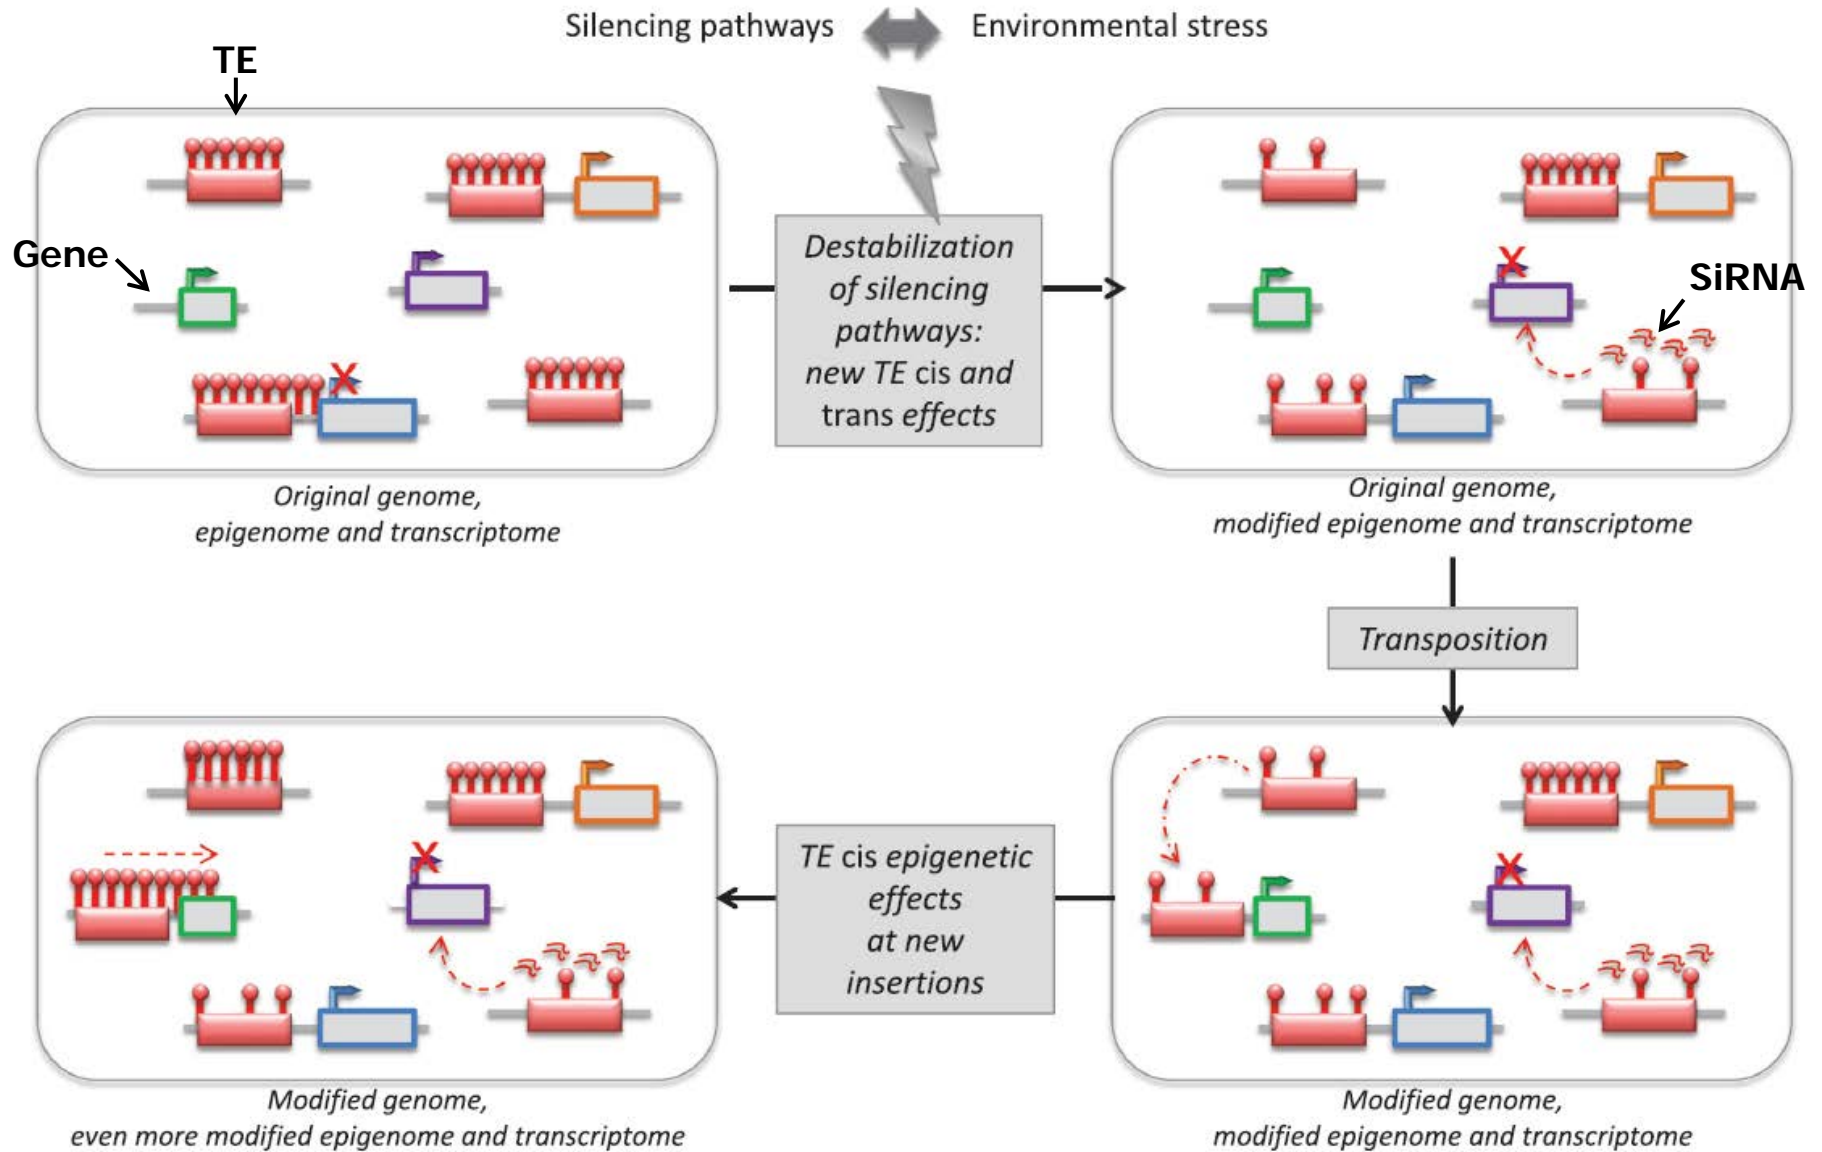 Silencing pathways
Environmental stress
TE
Gene
Destabilization
of silencing
pathways:
new TE cis and
trans effects
SiRNA
Original genome,
epigenome and transcriptome
Original genome,
modified epigenome and transcriptome
Transposition
TE cis epigenetic
effects
at new
insertions
Modified genome,
even more modified epigenome and transcriptome
Modified genome,
modified epigenome and transcriptome